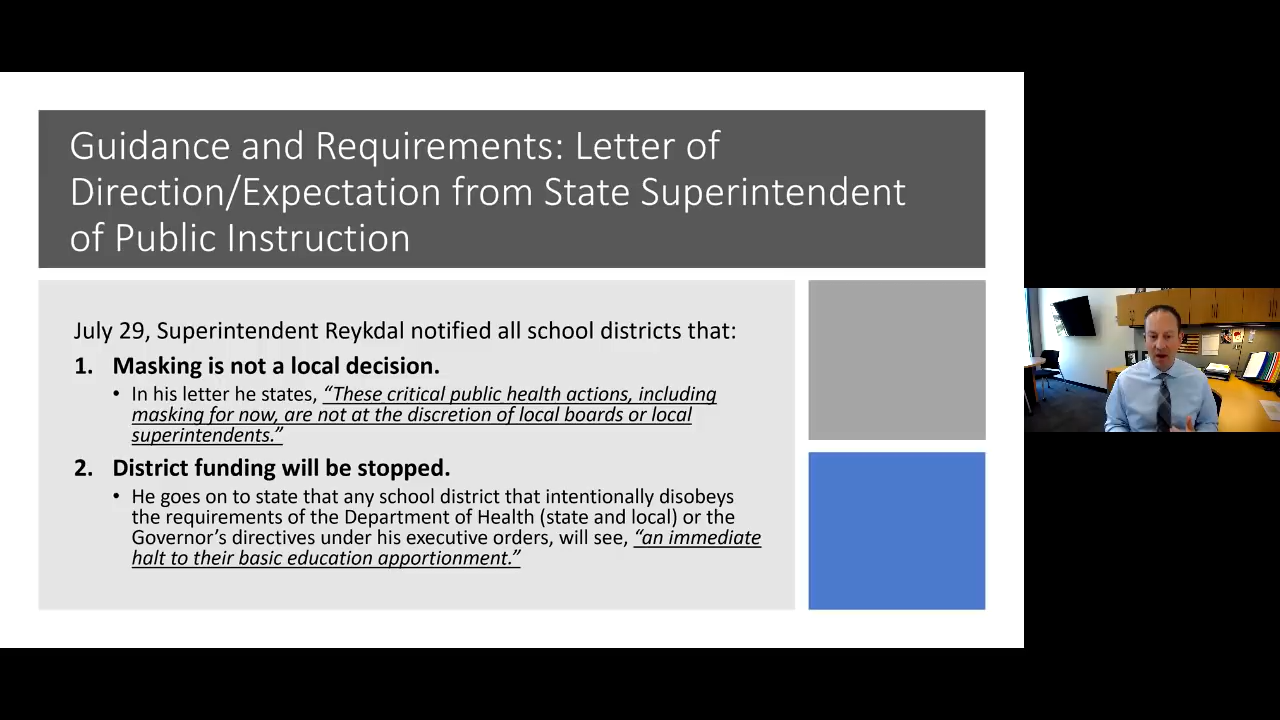 Guidance and Requirements: Letter of
Direction/Expectation from State Superintendent
of Public Instruction
July 29, Superintendent Reykdal notified all school districts that:
1. Masking is not a local decision.
• In his letter he states, “These critical public health actions, including
masking for now, are not at the discretion of local boards or local
superintendents.”
2. District funding will be stopped.
• He goes on to state that any school district that intentionally disobeys
the requirements of the Department of Health (state and local) or the
Governor’s directives under his executive orders, will see, “an immediate
halt to their basic education apportionment.”